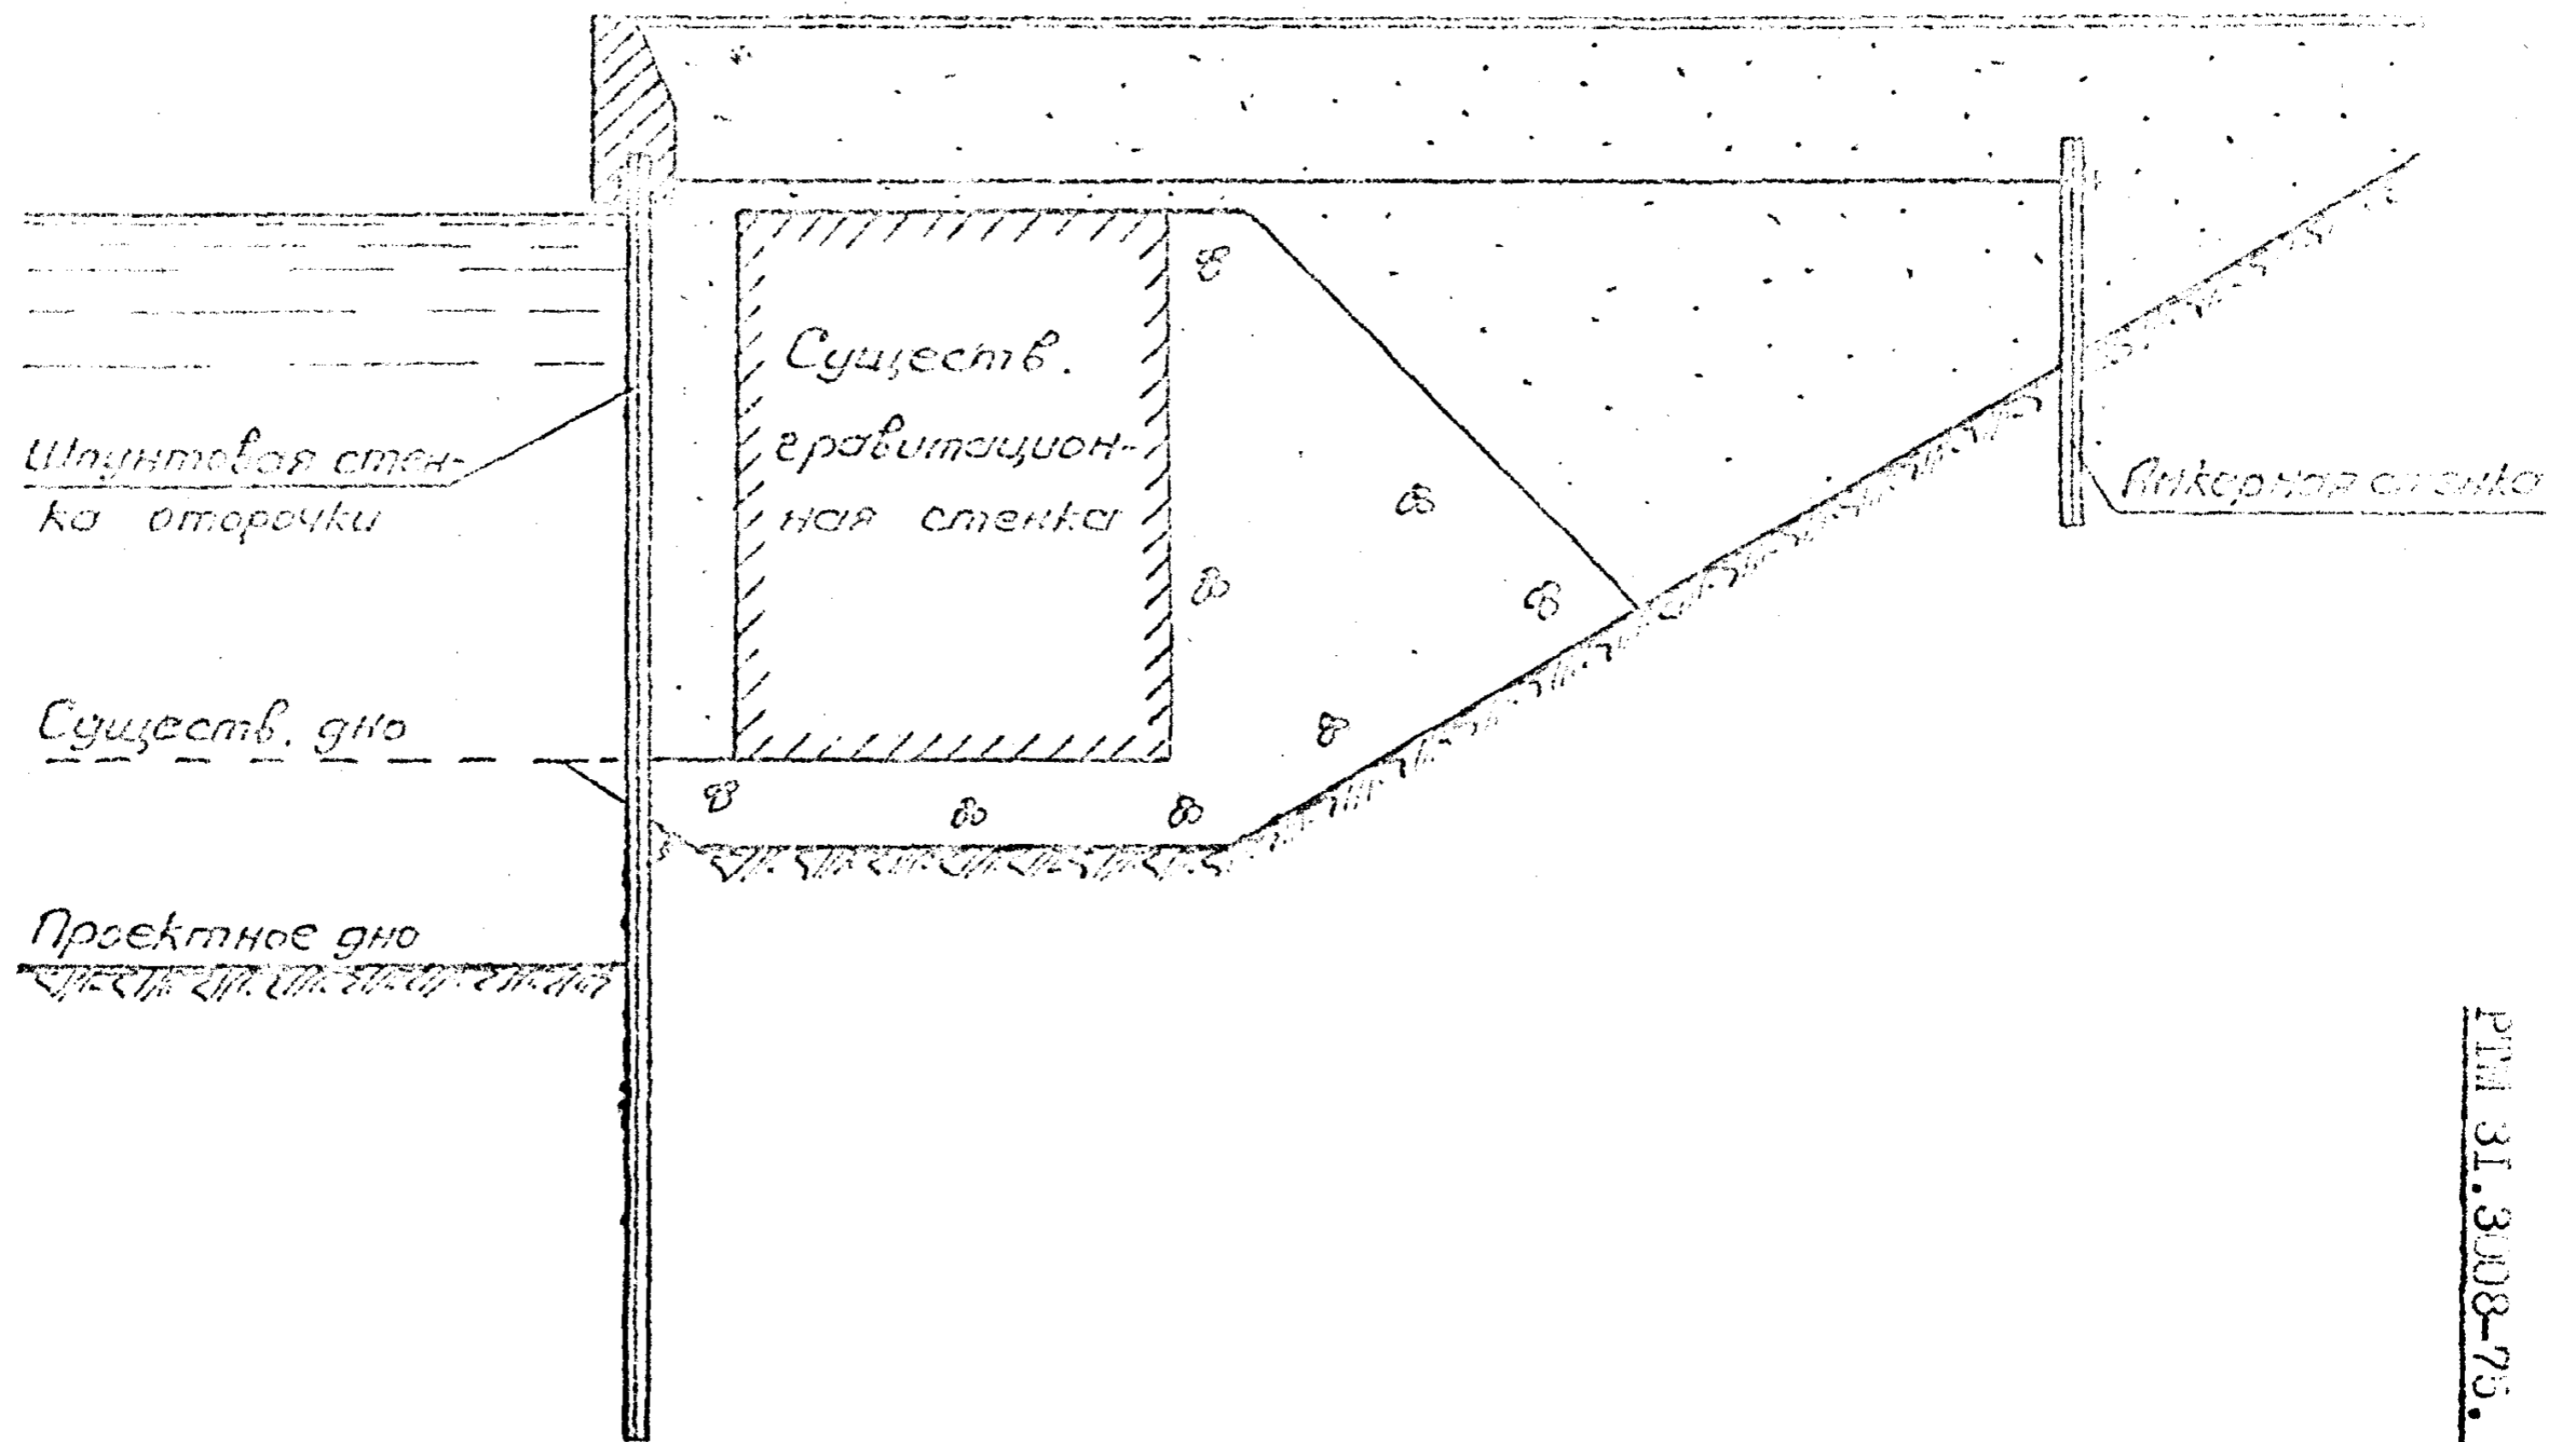 Существ.
гравитацион-
ная стенка
Шпунтовая стен-
ка оторочки
Анкерная стенка
Существ. дно
Проектное дно
РТМ 31.3008-75.